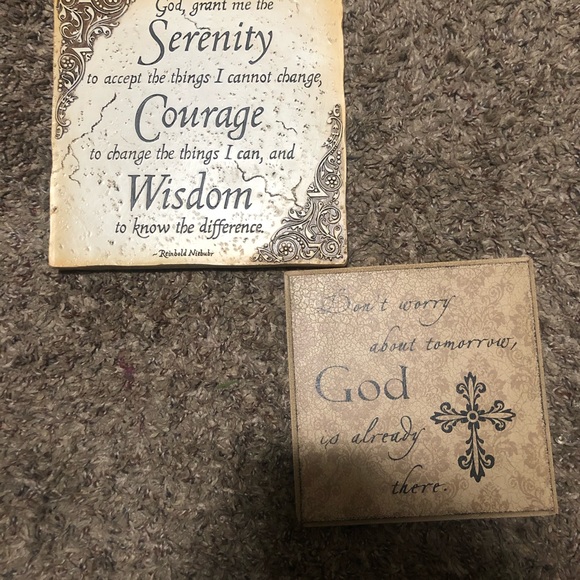 God, grant me the
Serenity
to accept the things I cannot change,
Courage
to change the things I can, and
Wisdom
to know the difference.
~Reinhold Niebuhr
Don't worry
about tomorrow,
God
is already
there.